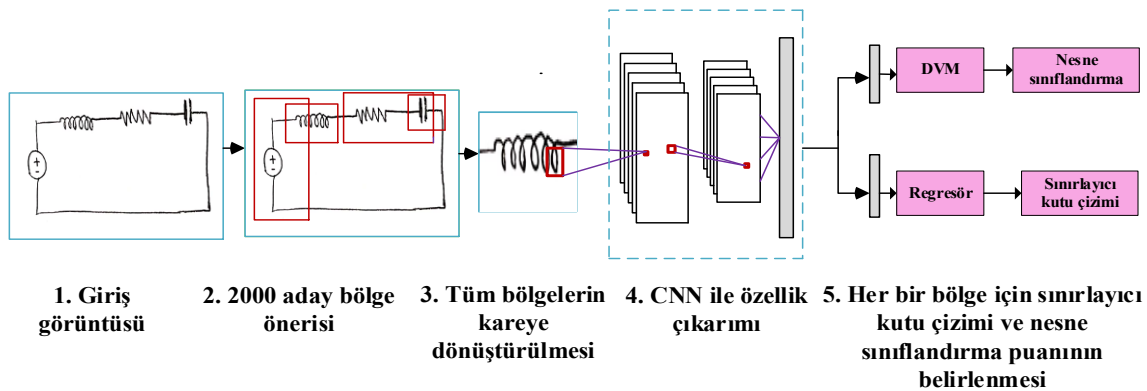 DVM
Nesne
sınıflandırma
Regresör
Sınırlayıcı
kutu çizimi
1. Giriş
görüntüsü
2. 2000 aday bölge
önerisi
3. Tüm bölgelerin
kareye
dönüştürülmesi
4. CNN ile özellik
çıkarımı
5. Her bir bölge için sınırlayıcı
kutu çizimi ve nesne
sınıflandırma puanının
belirlenmesi